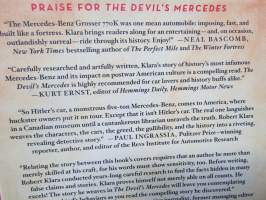 PRAISE FOR THE DEVIL'S MERCEDES
"The Mercedes-Benz Grosser 770K was one mean automobile: imposing, fast, and
built like a fortress. Klara brings readers along for an entertaining—and, on occasion,
outlandishly surreal—ride through its history itself!" —NEAL BASCOMB,
New York Times bestselling author of The Perfect Mile and The Winter Fortress
"Carefully researched and artfully written, Klara's story of history's most infamous
Mercedes-Benz and its impact on postwar American culture is a compelling read. The
Devil's Mercedes is highly recommended for car lovers and history buffs alike."
—KURT ERNST, editor of Hemmings Daily, Hemmings Motor News
"So Hitler's car, a monstrous five-ton Mercedes-Benz, comes to America, where
huckster owners put it on tour. Except that it isn't Hitler's car. The real one languishes
in a Canadian museum until a cantankerous librarian unravels the truth. Robert Klara
weaves the characters, the cars, the greed, the gullibility, and the history into a riveting,
revealing detective story." —PAUL INGRASSIA, Pulitzer Prize–winning
reporter, author, and editor of the Revs Institute for Automotive Research
"Relating the story between this book's covers requires that an author be more than
merely skilled at his craft, for his words must show sensitivity, too. Before writing,
Robert Klara conducted years-long careful research to find the facts hidden in many
false claims and stories. Klara proves himself not merely able on all counts. He
excels! The story he weaves in The Devil's Mercedes will leave you contemplating